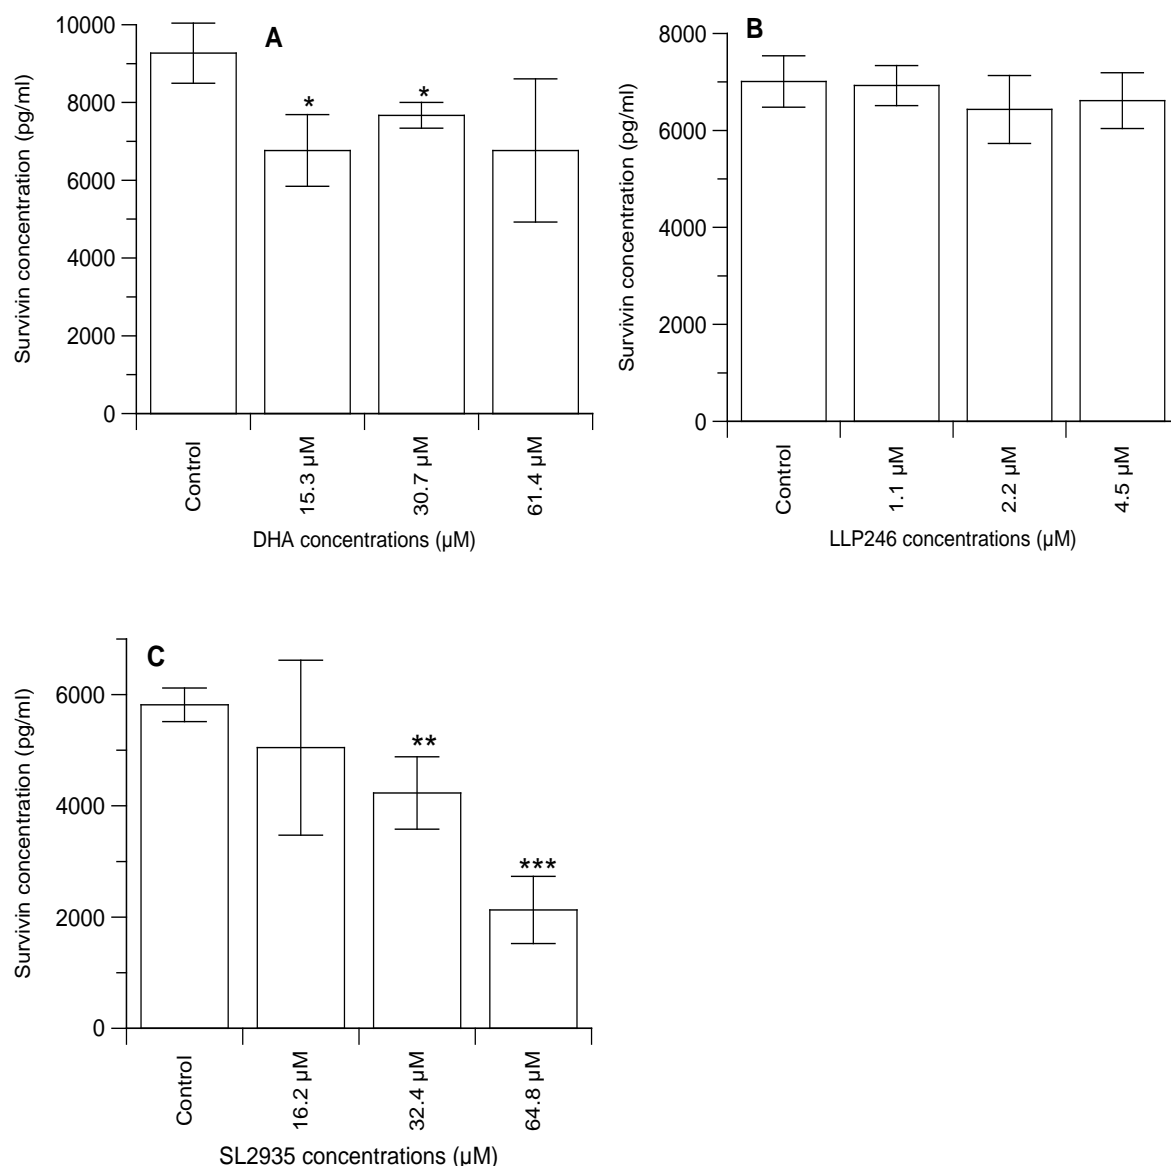 A
Survivin concentration (pg/ml)
10000
8000
6000
4000
2000
0
*
*
Control
15.3 µM
30.7 µM
61.4 µM
DHA concentrations (µM)
B
Survivin concentration (pg/ml)
8000
6000
4000
2000
0
Control
1.1 µM
2.2 µM
4.5 µM
LLP246 concentrations (µM)
C
Survivin concentration (pg/ml)
6000
4000
2000
0
**
***
Control
16.2 µM
32.4 µM
64.8 µM
SL2935 concentrations (µM)